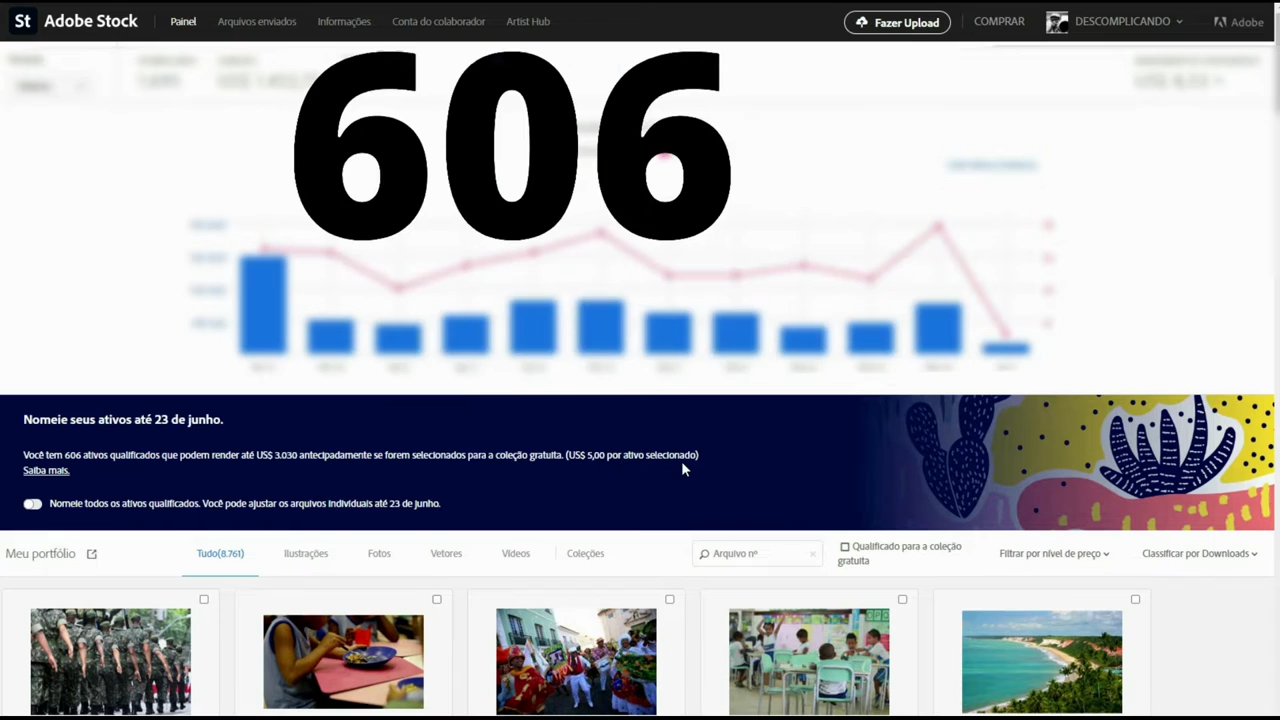 St Adobe Stock Painel Arquivos enviados Informações Conta do colaborador Artist Hub Fazer Upload COMPRAR DESCOMPLICANDO Adobe
606
Nomeie seus ativos até 23 de junho.
Você tem 606 ativos qualificados que podem render até US$ 3.030 antecipadamente se forem selecionados para a coleção gratuita. (US$ 5,00 por ativo selecionado)
Saiba mais.
Nomeie todos os ativos qualificados. Você pode ajustar os arquivos individuais até 23 de junho.
Meu portfólio Tudo(8.761) Ilustrações Fotos Vetores Vídeos Coleções Arquivo nº × Qualificado para a coleção gratuita Filtrar por nível de preço Classificar por Downloads